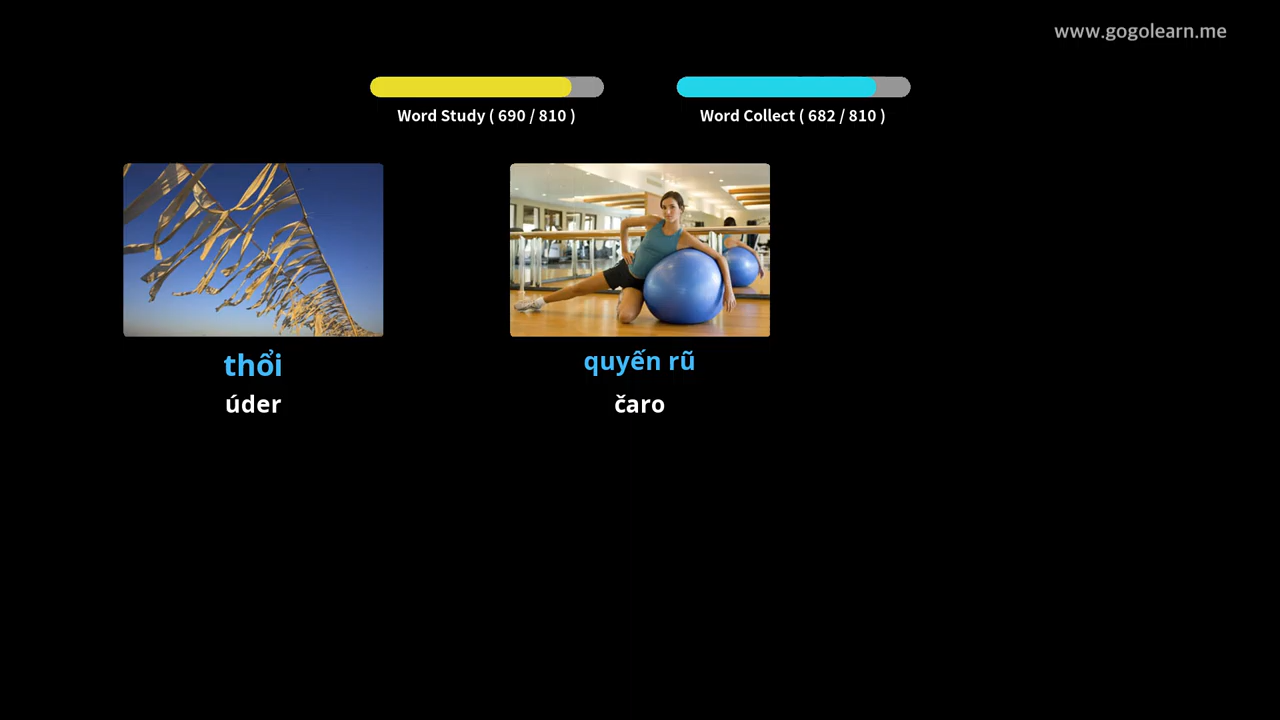 www.gogolearn.me
Word Study ( 690 / 810 )
Word Collect ( 682 / 810 )
thổi
úder
quyến rũ
čaro